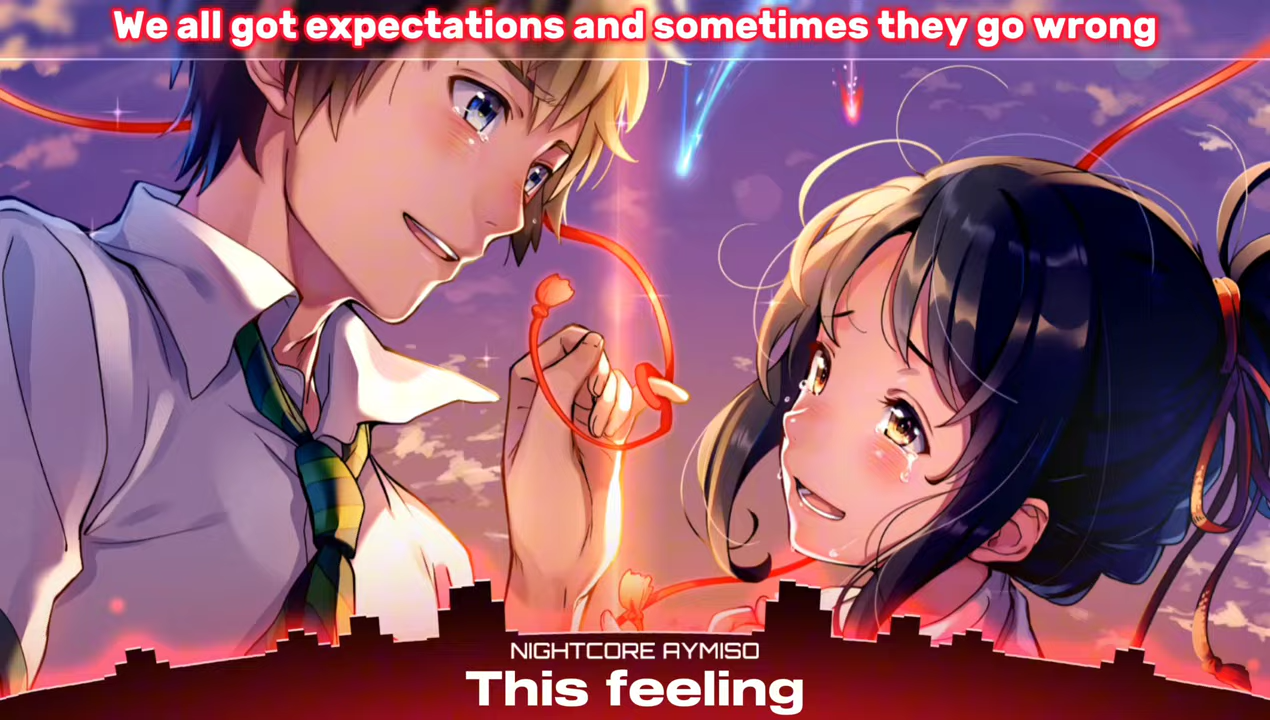 We all got expectations and sometimes they go wrong
NIGHTCORE AYMISO
This feeling